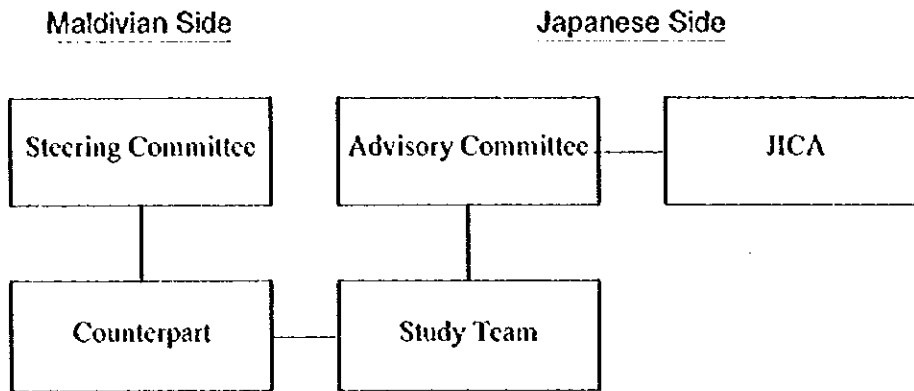 Maldivian Side
Japanese Side
Steering Committee
Advisory Committee
JICA
Counterpart
Study Team